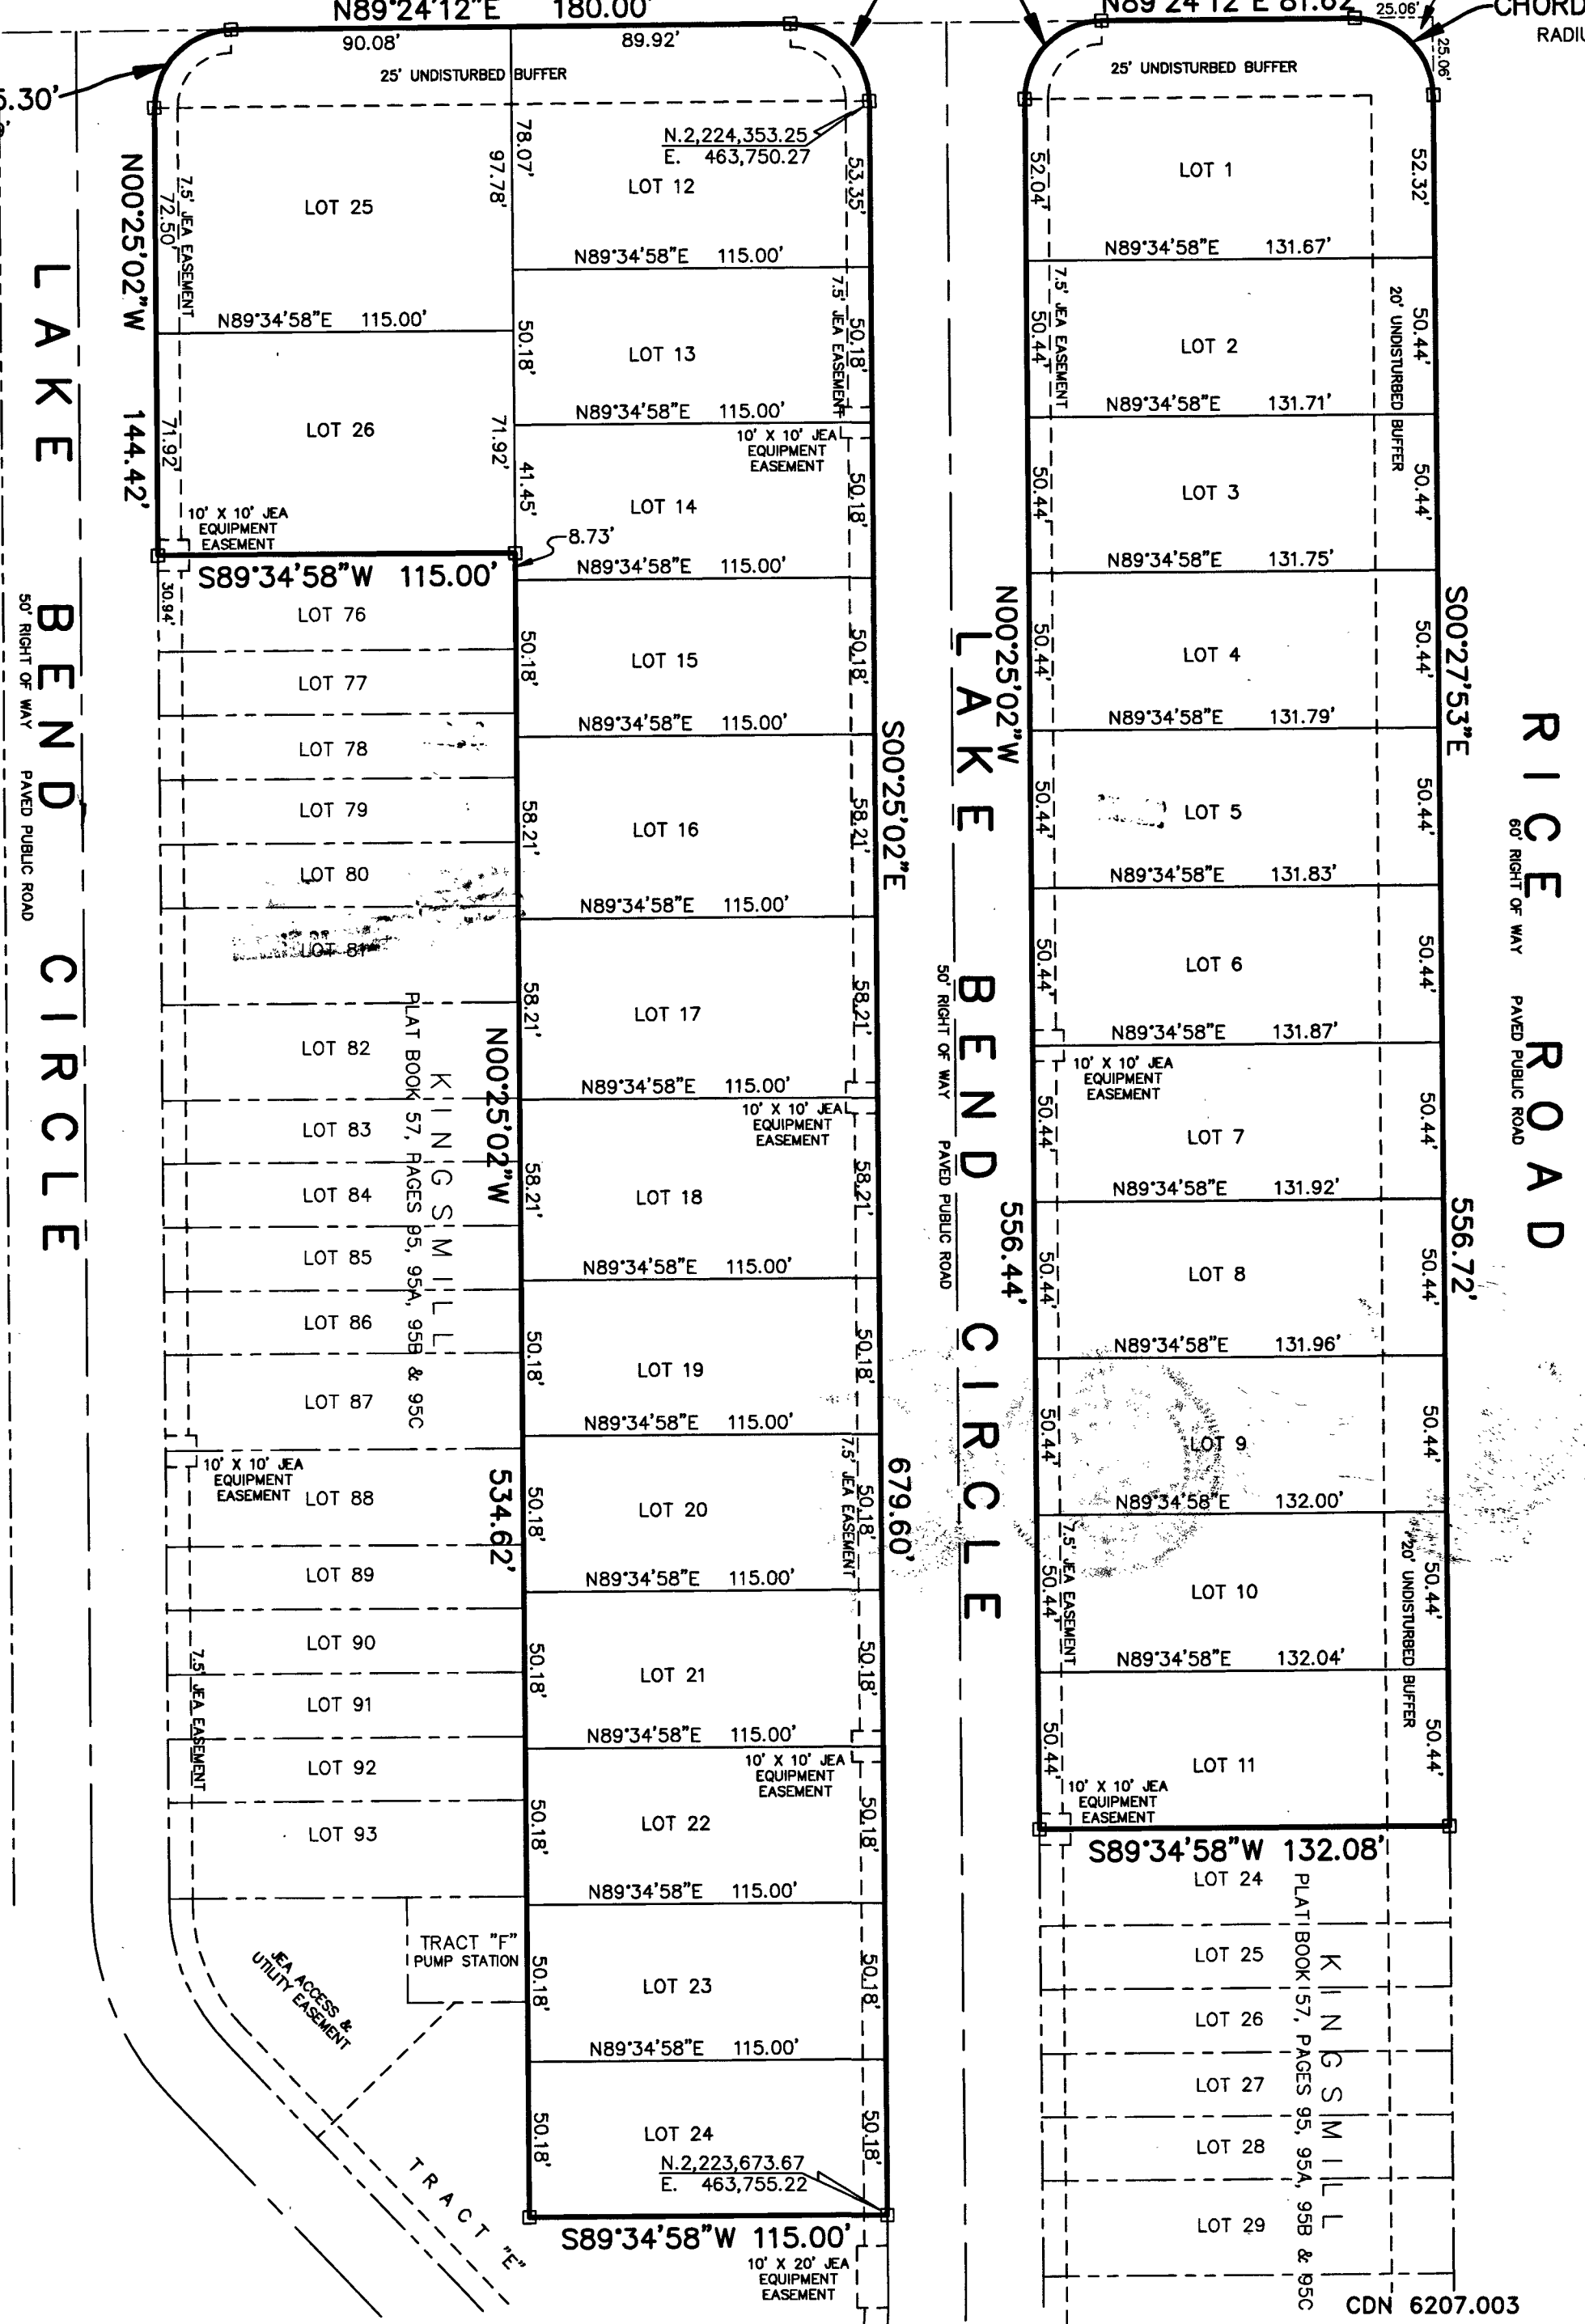 N89°24'12"E 180.00'
90.08'
89.92'
25' UNDISTURBED BUFFER
N89°24'12"E 81.62'
25.06'
25.06'
CHORD
25' UNDISTURBED BUFFER
5.30'
N00°25'02"W 144.42'
7.5' JEA EASEMENT
72.50'
LOT 25
97.78'
78.07'
N.2,224,353.25
E. 463,750.27
LOT 12
53.35'
N89°34'58"E 115.00'
N89°34'58"E 115.00'
LOT 26
71.92'
71.92'
10' X 10' JEA
EQUIPMENT
EASEMENT
S89°34'58"W 115.00'
30.94'
50.18'
LOT 13
7.5' JEA EASEMENT
50.18'
N89°34'58"E 115.00'
10' X 10' JEA
EQUIPMENT
EASEMENT
41.45'
LOT 14
50.18'
8.73'
N89°34'58"E 115.00'
50.18'
LOT 15
50.18'
N89°34'58"E 115.00'
58.21'
LOT 16
58.21'
N89°34'58"E 115.00'
58.21'
LOT 17
58.21'
N89°34'58"E 115.00'
10' X 10' JEA
EQUIPMENT
EASEMENT
58.21'
LOT 18
58.21'
N89°34'58"E 115.00'
50.18'
LOT 19
50.18'
N89°34'58"E 115.00'
50.18'
LOT 20
7.5' JEA EASEMENT
50.18'
N89°34'58"E 115.00'
50.18'
LOT 21
50.18'
N89°34'58"E 115.00'
10' X 10' JEA
EQUIPMENT
EASEMENT
50.18'
LOT 22
50.18'
N89°34'58"E 115.00'
50.18'
LOT 23
50.18'
N89°34'58"E 115.00'
50.18'
LOT 24
50.18'
N.2,223,673.67
E. 463,755.22
S89°34'58"W 115.00'
10' X 20' JEA
EQUIPMENT
EASEMENT
N00°25'02"W 534.62'
S00°25'02"E 679.60'
LAKE BEND CIRCLE
50' RIGHT OF WAY PAVED PUBLIC ROAD
LOT 76
LOT 77
LOT 78
LOT 79
LOT 80
LOT 81
LOT 82
LOT 83
LOT 84
LOT 85
LOT 86
LOT 87
10' X 10' JEA
EQUIPMENT
EASEMENT
LOT 88
LOT 89
LOT 90
LOT 91
LOT 92
LOT 93
7.5' JEA EASEMENT
KINGSMILL
PLAT BOOK 57, PAGES 95, 95A, 95B & 95C
TRACT "F"
PUMP STATION
JEA ACCESS &
UTILITY EASEMENT
TRACT "E"
LAKE BEND CIRCLE
50' RIGHT OF WAY PAVED PUBLIC ROAD
N00°25'02"W 556.44'
52.04'
LOT 1
52.32'
N89°34'58"E 131.67'
7.5' JEA EASEMENT
50.44'
LOT 2
20' UNDISTURBED BUFFER
50.44'
N89°34'58"E 131.71'
50.44'
LOT 3
50.44'
N89°34'58"E 131.75'
50.44'
LOT 4
50.44'
N89°34'58"E 131.79'
50.44'
LOT 5
50.44'
N89°34'58"E 131.83'
50.44'
LOT 6
50.44'
N89°34'58"E 131.87'
10' X 10' JEA
EQUIPMENT
EASEMENT
50.44'
LOT 7
50.44'
N89°34'58"E 131.92'
50.44'
LOT 8
50.44'
N89°34'58"E 131.96'
50.44'
LOT 9
50.44'
N89°34'58"E 132.00'
7.5' JEA EASEMENT
50.44'
LOT 10
20' UNDISTURBED BUFFER
50.44'
N89°34'58"E 132.04'
50.44'
LOT 11
50.44'
10' X 10' JEA
EQUIPMENT
EASEMENT
S89°34'58"W 132.08'
S00°27'53"E 556.72'
RICE ROAD
60' RIGHT OF WAY PAVED PUBLIC ROAD
LOT 24
LOT 25
LOT 26
LOT 27
LOT 28
LOT 29
KINGSMILL
PLAT BOOK 57, PAGES 95, 95A, 95B & 95C
CDN 6207.003